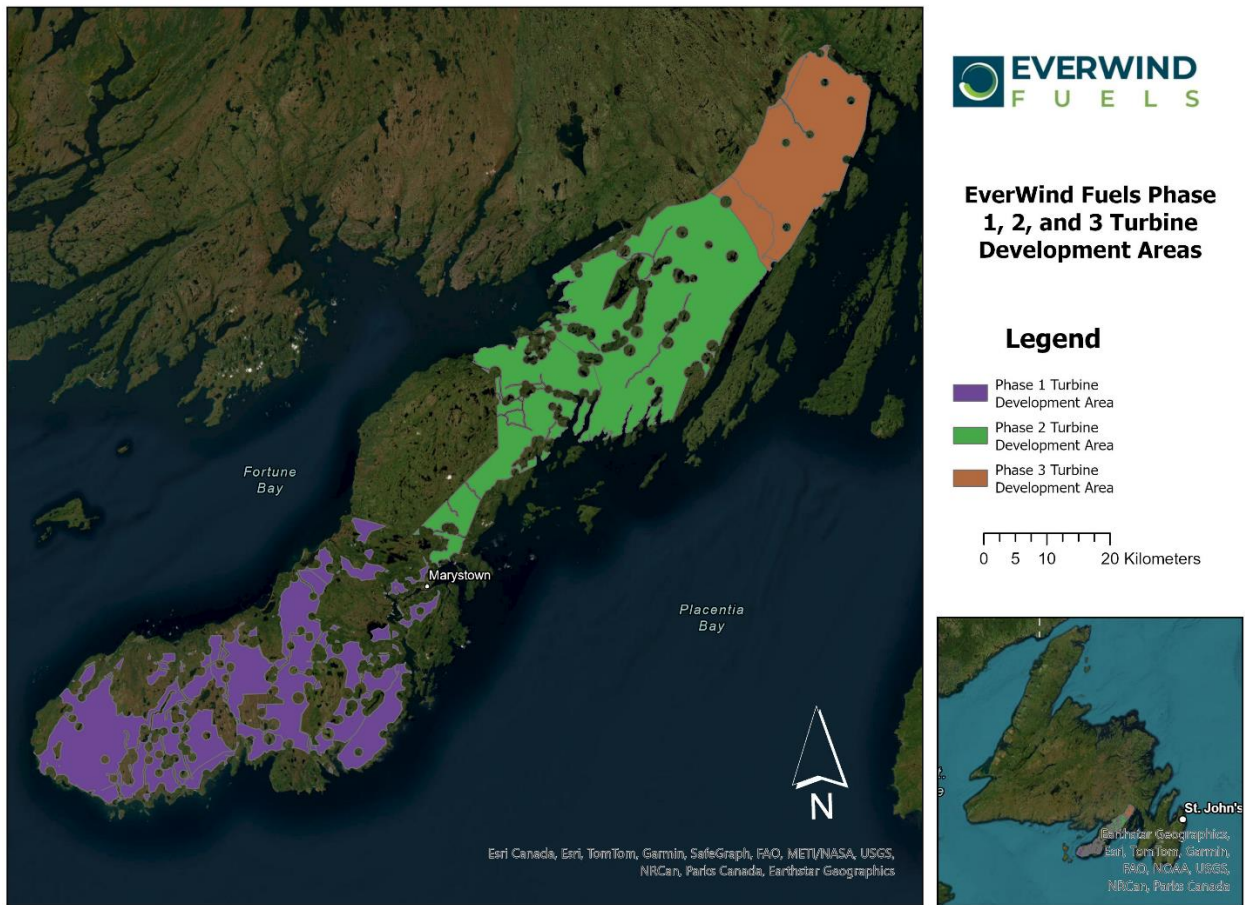 EVERWIND
FUELS
EverWind Fuels Phase
1, 2, and 3 Turbine
Development Areas
Legend
Phase 1 Turbine
Development Area
Phase 2 Turbine
Development Area
Phase 3 Turbine
Development Area
0 5 10 20 Kilometers
Fortune
Bay
Marystown
Placentia
Bay
N
Esri Canada, Esri, TomTom, Garmin, SafeGraph, FAO, METI/NASA, USGS,
NRCan, Parks Canada, Earthstar Geographics
St. John's
Earthstar Geographics,
Esri, TomTom, Garmin,
FAO, NOAA, USGS,
NRCan, Parks Canada